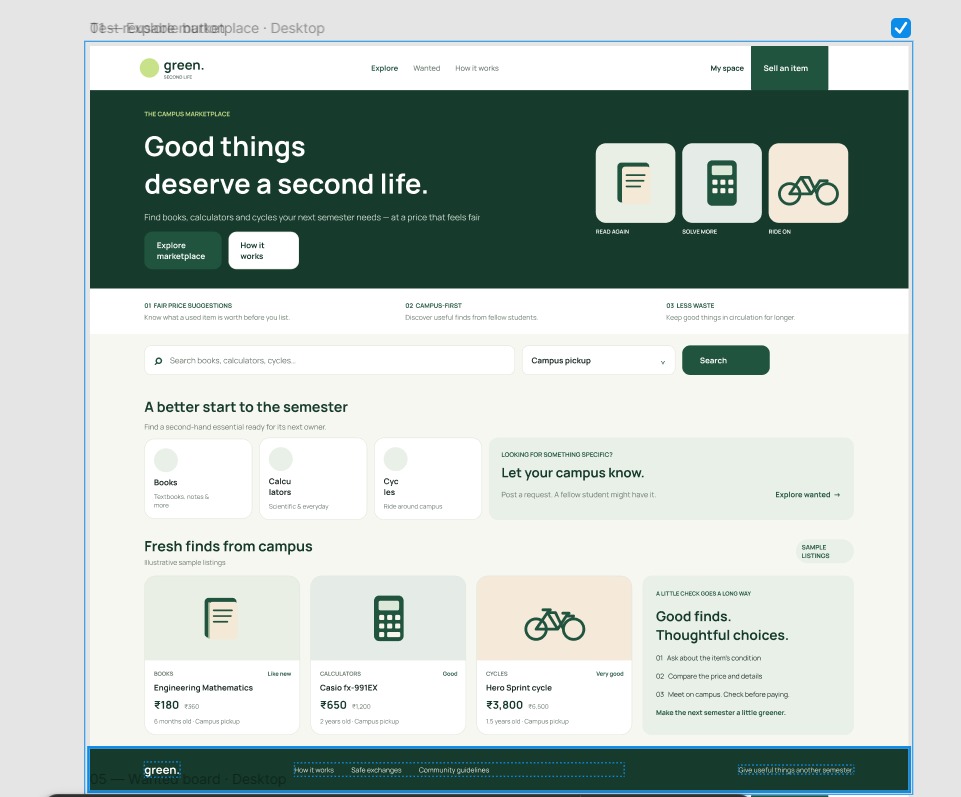 01 — Explore marketplace · Desktop
green.
SECOND LIFE
Explore Wanted How it works
My space
Sell an item
THE CAMPUS MARKETPLACE
Good things
deserve a second life.
Find books, calculators and cycles your next semester needs — at a price that feels fair
Explore
marketplace
How it
works
READ AGAIN
SOLVE MORE
RIDE ON
01 FAIR PRICE SUGGESTIONS
Know what a used item is worth before you list.
02 CAMPUS-FIRST
Discover useful finds from fellow students.
03 LESS WASTE
Keep good things in circulation for longer.
Search books, calculators, cycles...
Campus pickup
Search
A better start to the semester
Find a second-hand essential ready for its next owner.
Books
Textbooks, notas &
more
Calcu
lators
Scientific & everyday
Cyc
les
Ride around campus
LOOKING FOR SOMETHING SPECIFIC?
Let your campus know.
Post a request. A fellow student might have it.
Explore wanted →
Fresh finds from campus
Illustrative sample listings
SAMPLE
LISTINGS
BOOKS Like new
Engineering Mathematics
₹180 ₹360
6 months old · Campus pickup
CALCULATORS Good
Casio fx-991EX
₹650 ₹1,200
2 years old · Campus pickup
CYCLES Very good
Hero Sprint cycle
₹3,800 ₹6,500
1.5 years old · Campus pickup
A LITTLE CHECK GOES A LONG WAY
Good finds.
Thoughtful choices.
01 Ask about the item's condition
02 Compare the price and details
03 Meet on campus. Check before paying.
Make the next semester a little greener.
green.
How it works Safe exchanges Community guidelines
Give useful things another semester.
05 — Wanted board · Desktop